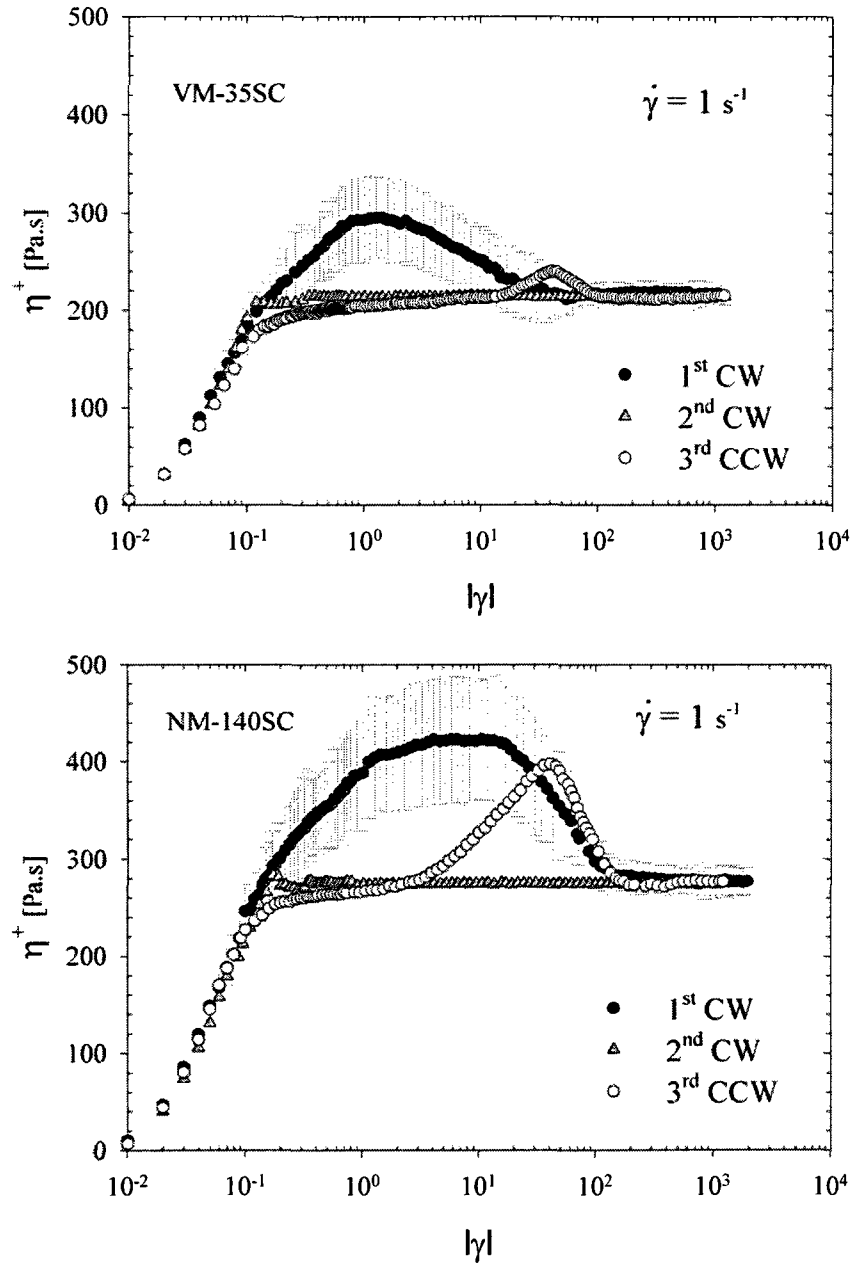 500
400
300
200
100
0
η⁺ [Pa.s]
VM-35SC
γ̇ = 1 s⁻¹
● 1ˢᵗ CW
△ 2ⁿᵈ CW
○ 3ʳᵈ CCW
10⁻² 10⁻¹ 10⁰ 10¹ 10² 10³ 10⁴
|γ|
500
400
300
200
100
0
η⁺ [Pa.s]
NM-140SC
γ̇ = 1 s⁻¹
● 1ˢᵗ CW
△ 2ⁿᵈ CW
○ 3ʳᵈ CCW
10⁻² 10⁻¹ 10⁰ 10¹ 10² 10³ 10⁴
|γ|